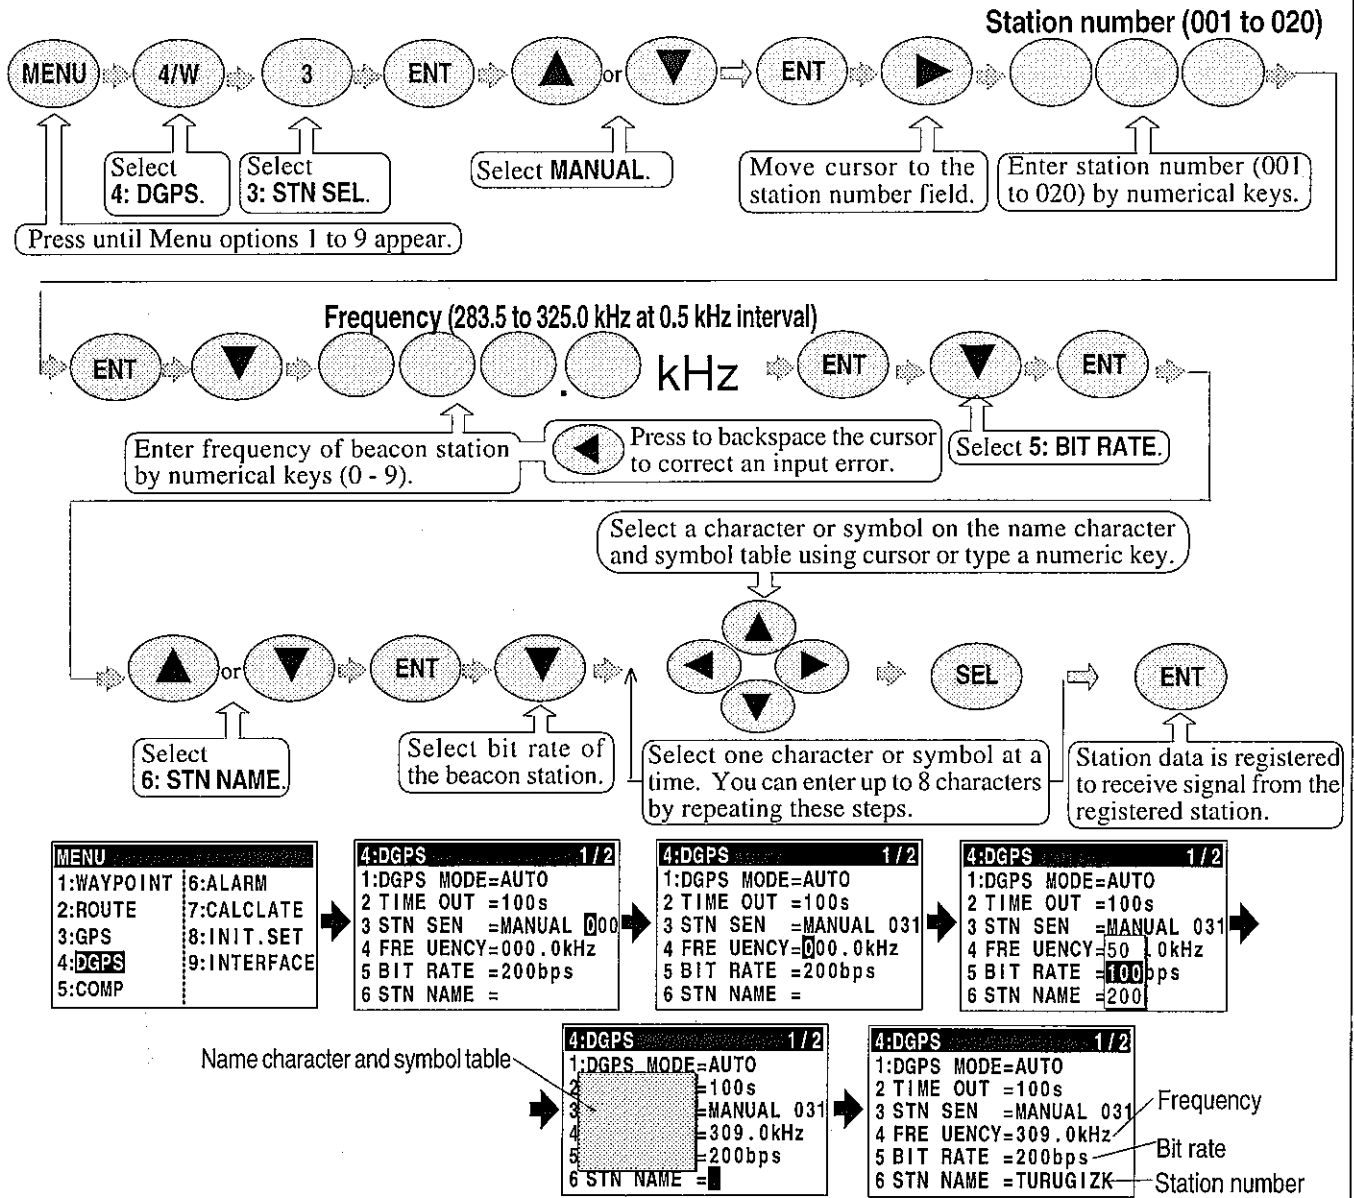 Station number (001 to 020)
MENU 4/W 3 ENT or ENT
Select
4: DGPS.
Select
3: STN SEL.
Select MANUAL.
Move cursor to the
station number field.
Enter station number (001
to 020) by numerical keys.
Press until Menu options 1 to 9 appear.
Frequency (283.5 to 325.0 kHz at 0.5 kHz interval)
ENT . kHz ENT ENT
Enter frequency of beacon station
by numerical keys (0 - 9).
Press to backspace the cursor
to correct an input error.
Select 5: BIT RATE.
Select a character or symbol on the name character
and symbol table using cursor or type a numeric key.
or ENT SEL ENT
Select
6: STN NAME.
Select bit rate of
the beacon station.
Select one character or symbol at a
time. You can enter up to 8 characters
by repeating these steps.
Station data is registered
to receive signal from the
registered station.
MENU
1:WAYPOINT 6:ALARM
2:ROUTE 7:CALCLATE
3:GPS 8:INIT.SET
4:DGPS 9:INTERFACE
5:COMP
4:DGPS 1/2
1:DGPS MODE=AUTO
2 TIME OUT =100s
3 STN SEN =MANUAL 000
4 FRE UENCY=000.0kHz
5 BIT RATE =200bps
6 STN NAME =
4:DGPS 1/2
1:DGPS MODE=AUTO
2 TIME OUT =100s
3 STN SEN =MANUAL 031
4 FRE UENCY=000.0kHz
5 BIT RATE =200bps
6 STN NAME =
4:DGPS 1/2
1:DGPS MODE=AUTO
2 TIME OUT =100s
3 STN SEN =MANUAL 031
4 FRE UENCY=50 .0kHz
5 BIT RATE =100bps
6 STN NAME =200
Name character and symbol table
4:DGPS 1/2
1:DGPS MODE=AUTO
2 =100s
3 =MANUAL 031
4 =309.0kHz
5 =200bps
6 STN NAME =
4:DGPS 1/2
1:DGPS MODE=AUTO
2 TIME OUT =100s
3 STN SEN =MANUAL 031
4 FRE UENCY=309.0kHz
5 BIT RATE =200bps
6 STN NAME =TURUGIZK
Frequency
Bit rate
Station number